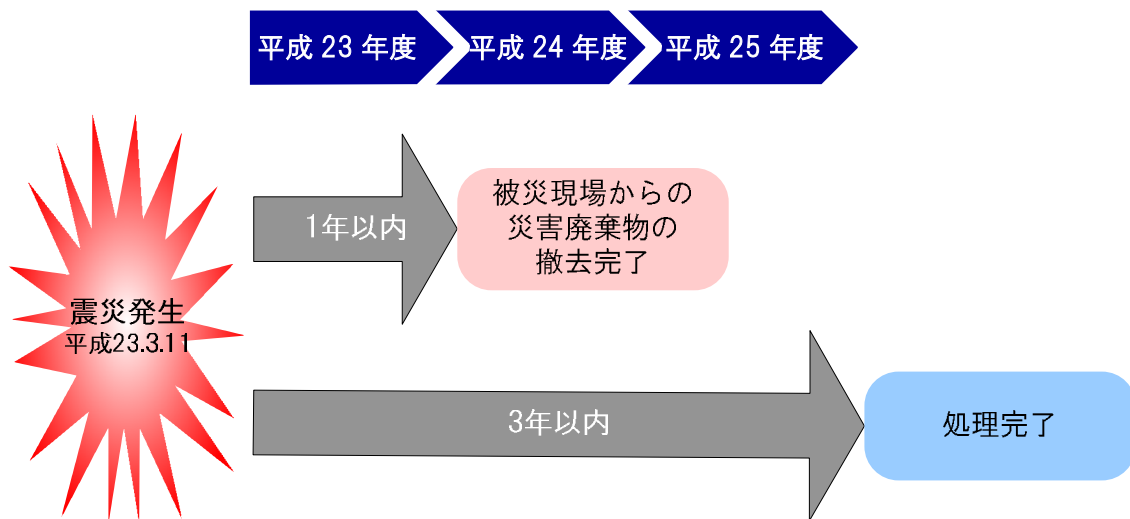 平成 23 年度
平成 24 年度
平成 25 年度
1年以内
被災現場からの
災害廃棄物の
撤去完了
震災発生
平成23.3.11
3年以内
処理完了